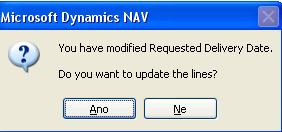 Microsoft Dynamics NAV
You have modified Requested Delivery Date.
Do you want to update the lines?
Ano
Ne